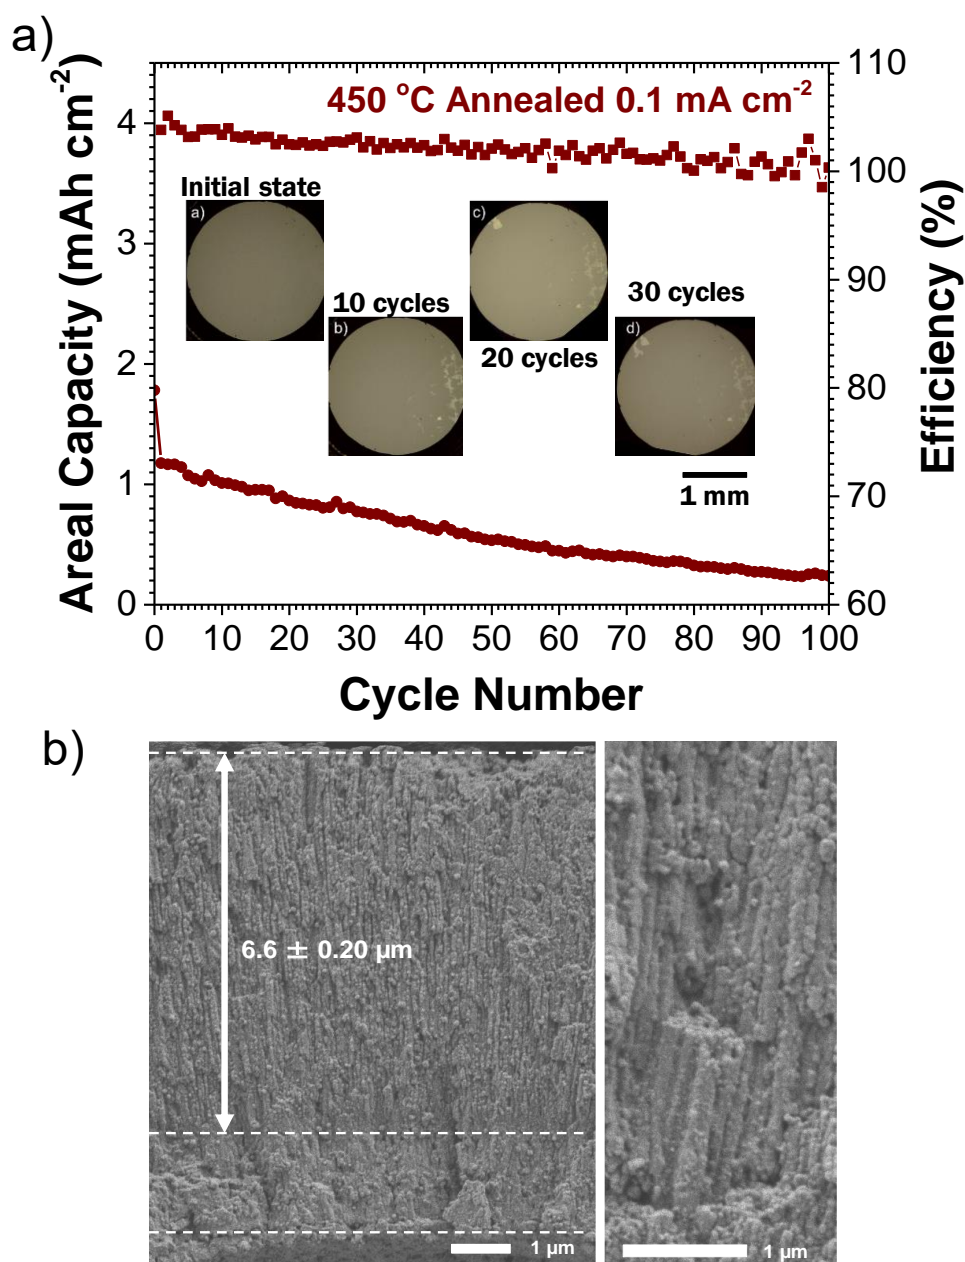 a)
450 °C Annealed 0.1 mA cm-2
Areal Capacity (mAh cm-2)
Efficiency (%)
4
3
2
1
0
110
100
90
80
70
60
Initial state
a)
10 cycles
b)
c)
20 cycles
30 cycles
d)
1 mm
0 10 20 30 40 50 60 70 80 90 100
Cycle Number
b)
6.6 ± 0.20 µm
1 µm
1 µm